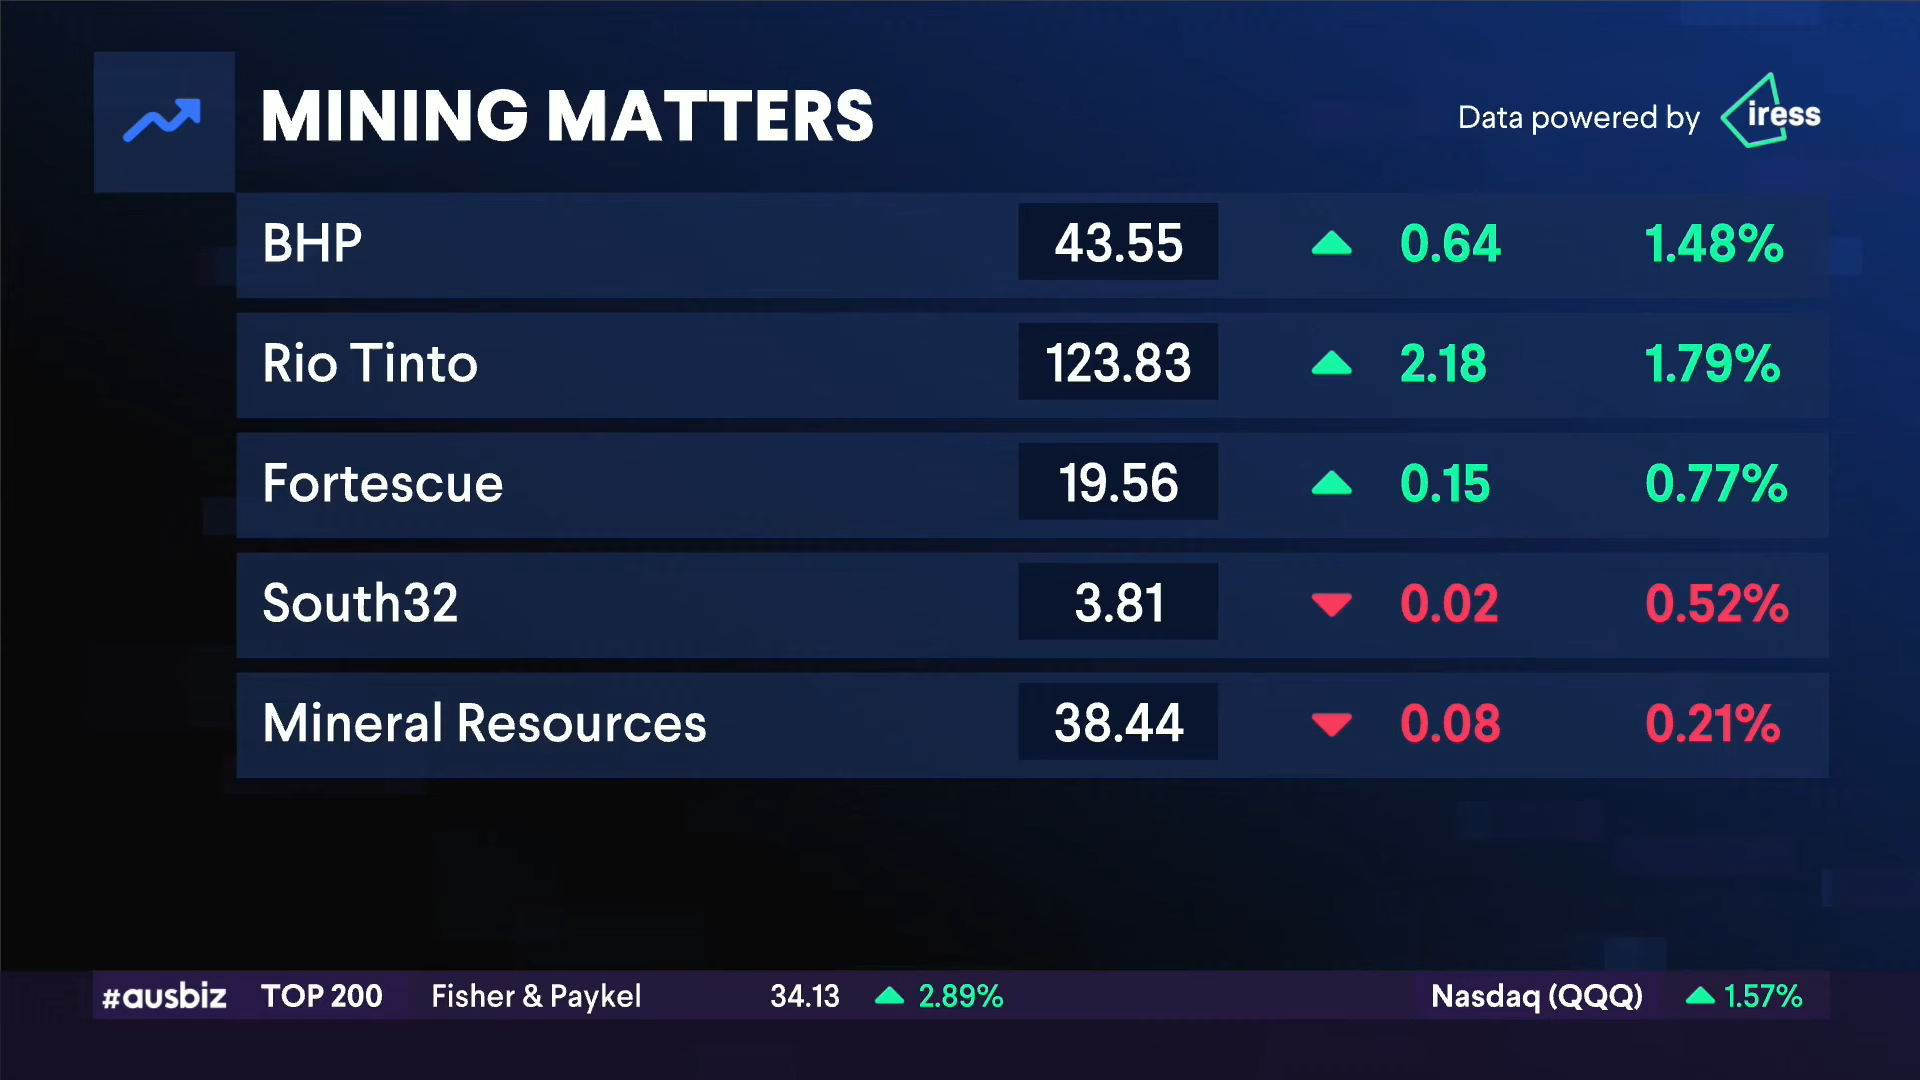 MINING MATTERS
Data powered by iress
BHP 43.55 0.64 1.48%
Rio Tinto 123.83 2.18 1.79%
Fortescue 19.56 0.15 0.77%
South32 3.81 0.02 0.52%
Mineral Resources 38.44 0.08 0.21%
#ausbiz TOP 200 Fisher & Paykel 34.13 2.89% Nasdaq (QQQ) 1.57%